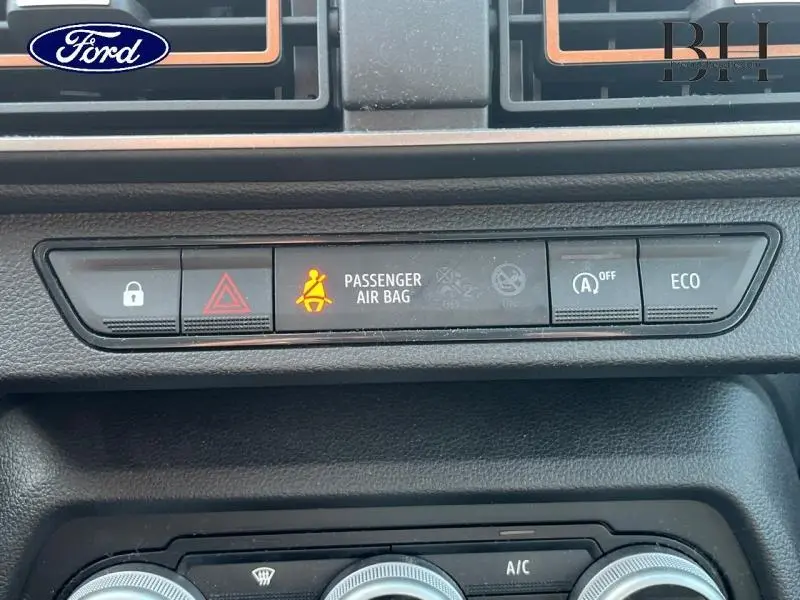 Ford
BH
PASSENGER
AIR BAG
A OFF
ECO
A/C